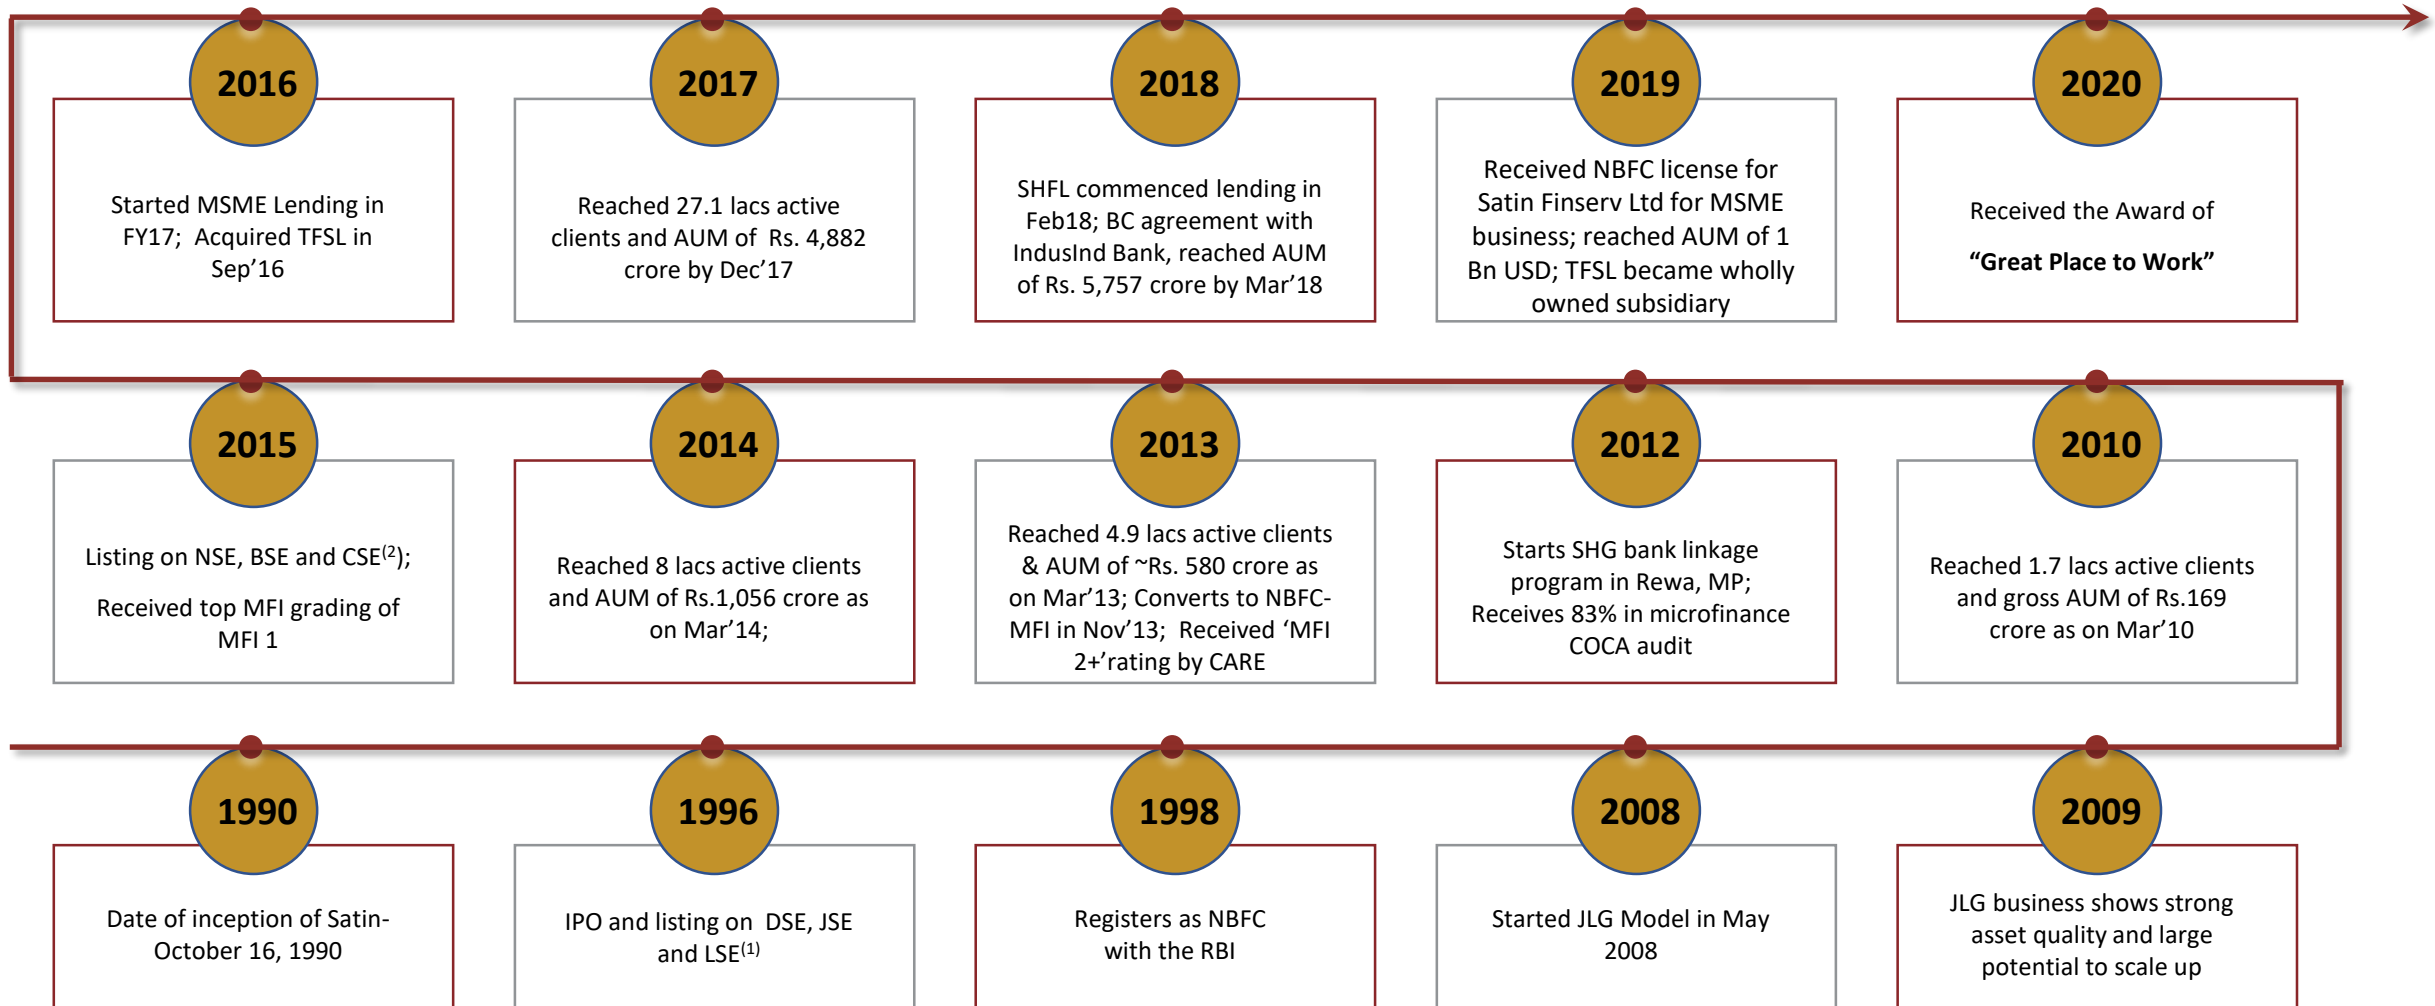 2016
Started MSME Lending in
FY17;  Acquired TFSL in
Sep’16
2017
Reached 27.1 lacs active
clients and AUM of  Rs. 4,882
crore by Dec’17
2018
SHFL commenced lending in
Feb18; BC agreement with
IndusInd Bank, reached AUM
of Rs. 5,757 crore by Mar’18
2019
Received NBFC license for
Satin Finserv Ltd for MSME
business; reached AUM of 1
Bn USD; TFSL became wholly
owned subsidiary
2020
Received the Award of
“Great Place to Work”
2015
Listing on NSE, BSE and CSE(2);
Received top MFI grading of
MFI 1
2014
Reached 8 lacs active clients
and AUM of Rs.1,056 crore as
on Mar’14;
2013
Reached 4.9 lacs active clients
& AUM of ~Rs. 580 crore as
on Mar’13; Converts to NBFC-
MFI in Nov’13;  Received ‘MFI
2+’rating by CARE
2012
Starts SHG bank linkage
program in Rewa, MP;
Receives 83% in microfinance
COCA audit
2010
Reached 1.7 lacs active clients
and gross AUM of Rs.169
crore as on Mar’10
1990
Date of inception of Satin-
October 16, 1990
1996
IPO and listing on  DSE, JSE
and LSE(1)
1998
Registers as NBFC
with the RBI
2008
Started JLG Model in May
2008
2009
JLG business shows strong
asset quality and large
potential to scale up